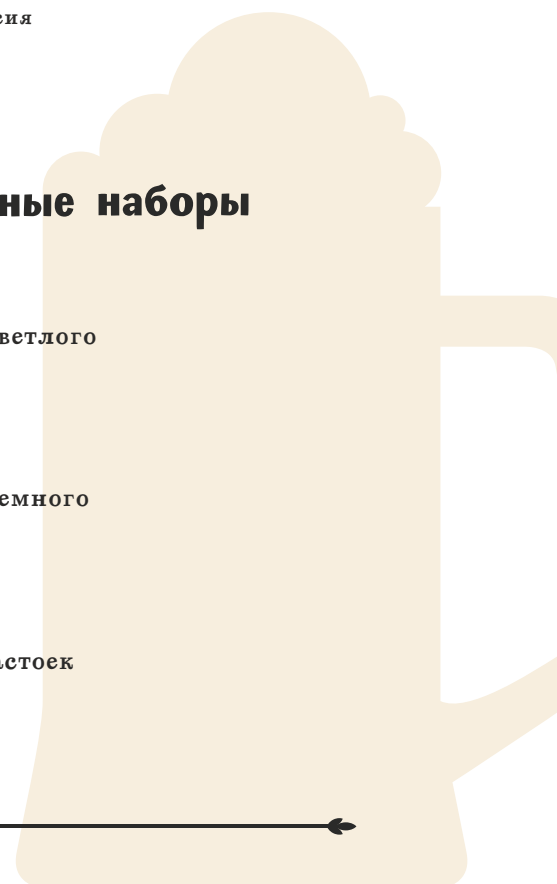 сия
ные наборы
ветлого
емного
стоек